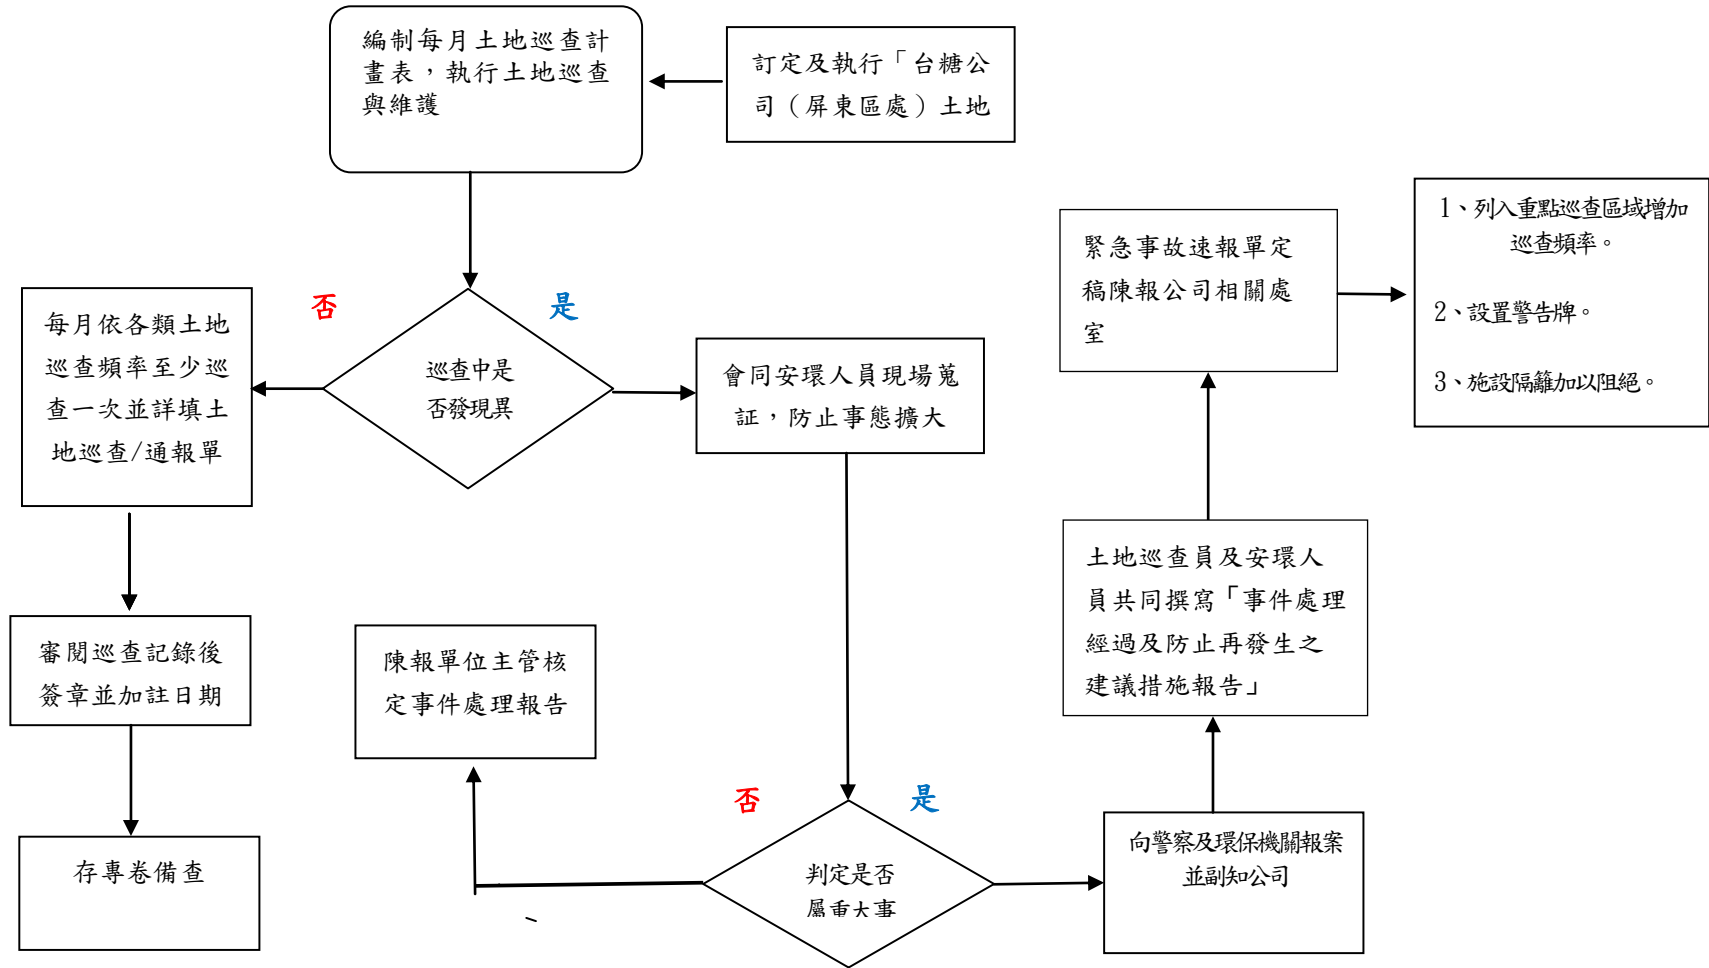 編制每月土地巡查計
畫表，執行土地巡查
與維護
訂定及執行「台糖公
司（屏東區處）土地
否
是
巡查中是
否發現異
每月依各類土地
巡查頻率至少巡
查一次並詳填土
地巡查/通報單
審閱巡查記錄後
簽章並加註日期
存專卷備查
會同安環人員現場蒐
証，防止事態擴大
否
是
判定是否
屬重大事
陳報單位主管核
定事件處理報告
向警察及環保機關報案
並副知公司
土地巡查員及安環人
員共同撰寫「事件處理
經過及防止再發生之
建議措施報告」
緊急事故速報單定
稿陳報公司相關處
室
1、列入重點巡查區域增加
巡查頻率。
2、設置警告牌。
3、施設隔籬加以阻絕。